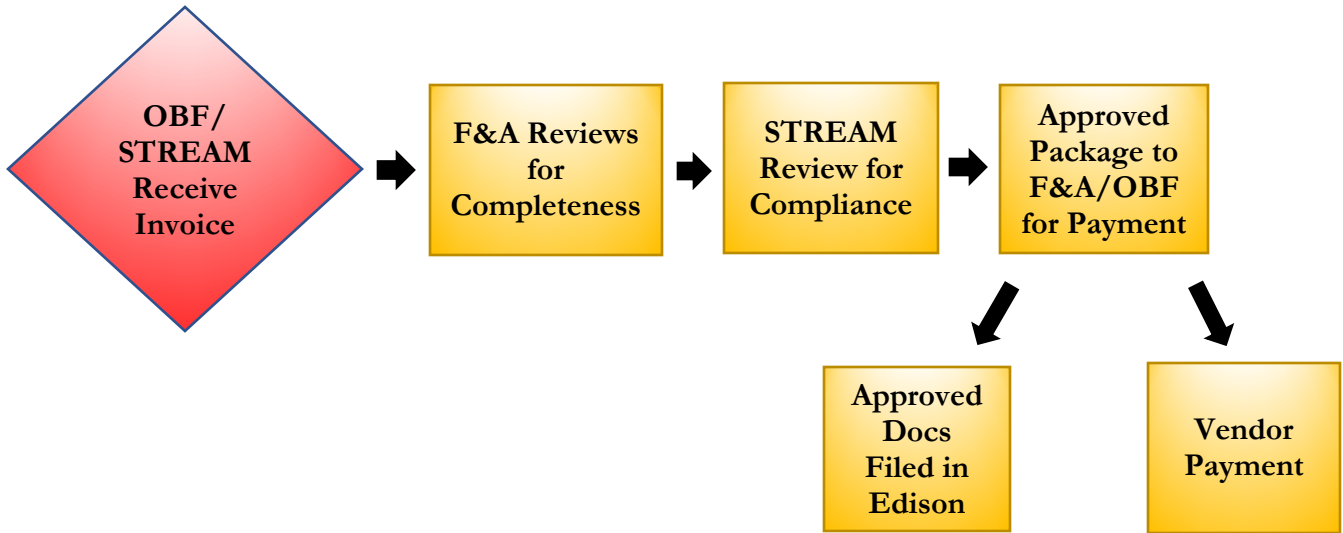 OBF/
STREAM
Receive
Invoice
F&A Reviews
for
Completeness
STREAM
Review for
Compliance
Approved
Package to
F&A/OBF
for Payment
Approved
Docs
Filed in
Edison
Vendor
Payment